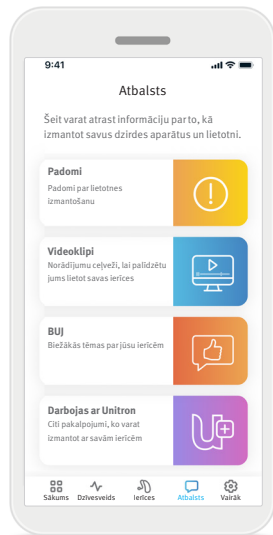 9:41
Atbalsts
Šeit varat atrast informāciju par to, kā
izmantot savus dzirdes aparātus un lietotni.
Padomi
Padomi par lietotnes
izmantošanu
Videoklipi
Norādījumu ceļveži, lai palīdzētu
jums lietot savas ierīces
BUJ
Biežākās tēmas par jūsu ierīcēm
Darbojas ar Unitron
Citi pakalpojumi, ko varat
izmantot ar savām ierīcēm
Sākums Dzīvesveids Ierīces Atbalsts Vairāk